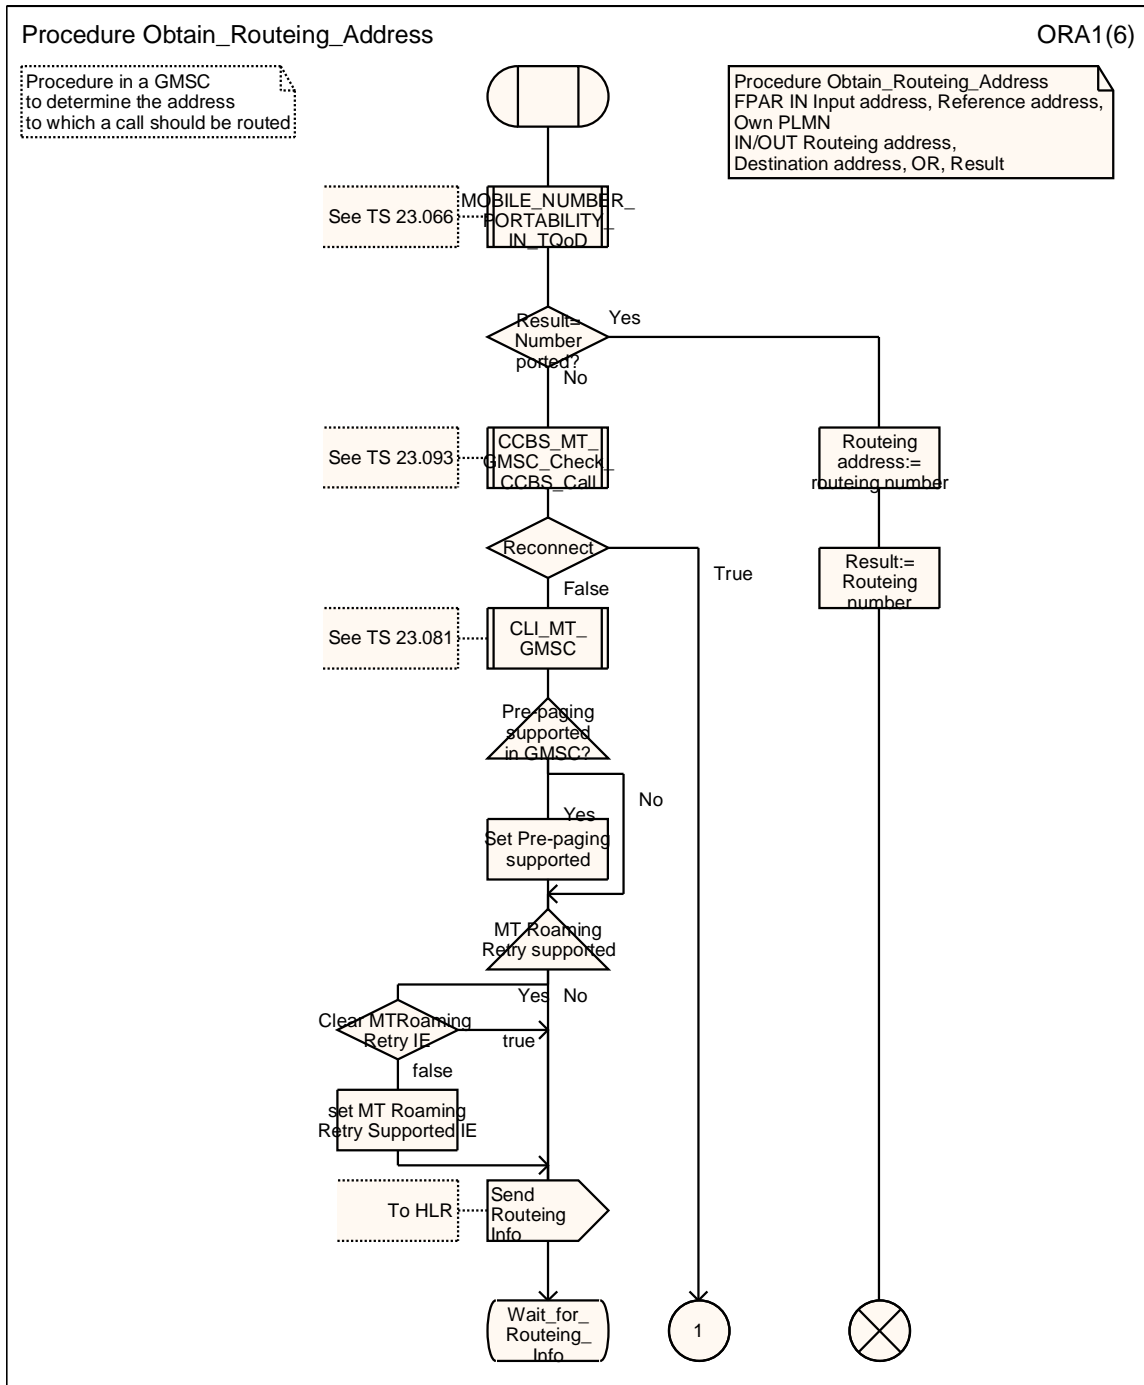 Procedure Obtain_Routeing_Address
ORA1(6)
Procedure in a GMSC
to determine the address
to which a call should be routed
Procedure Obtain_Routeing_Address
FPAR IN Input address, Reference address,
Own PLMN
IN/OUT Routeing address,
Destination address, OR, Result
See TS 23.066
MOBILE_NUMBER_
PORTABILITY_
IN_TQoD
Result=
Number
ported?
Yes
No
See TS 23.093
CCBS_MT_
GMSC_Check_
CCBS_Call
Routeing
address:=
routeing number
Reconnect
True
False
Result:=
Routeing
number
See TS 23.081
CLI_MT_
GMSC
Pre-paging
supported
in GMSC?
No
Yes
Set Pre-paging
supported
MT Roaming
Retry supported
Yes
No
Clear MTRoaming
Retry IE
true
false
set MT Roaming
Retry Supported IE
To HLR
Send
Routeing
Info
Wait_for_
Routeing_
Info
1